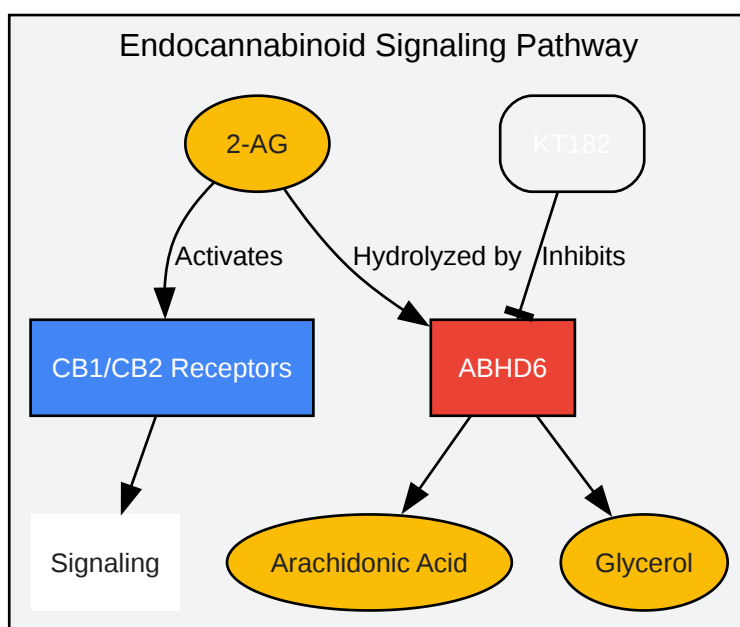 Endocannabinoid Signaling Pathway
2-AG
KT182
Activates
Hydrolyzed by
Inhibits
CB1/CB2 Receptors
ABHD6
Signaling
Arachidonic Acid
Glycerol